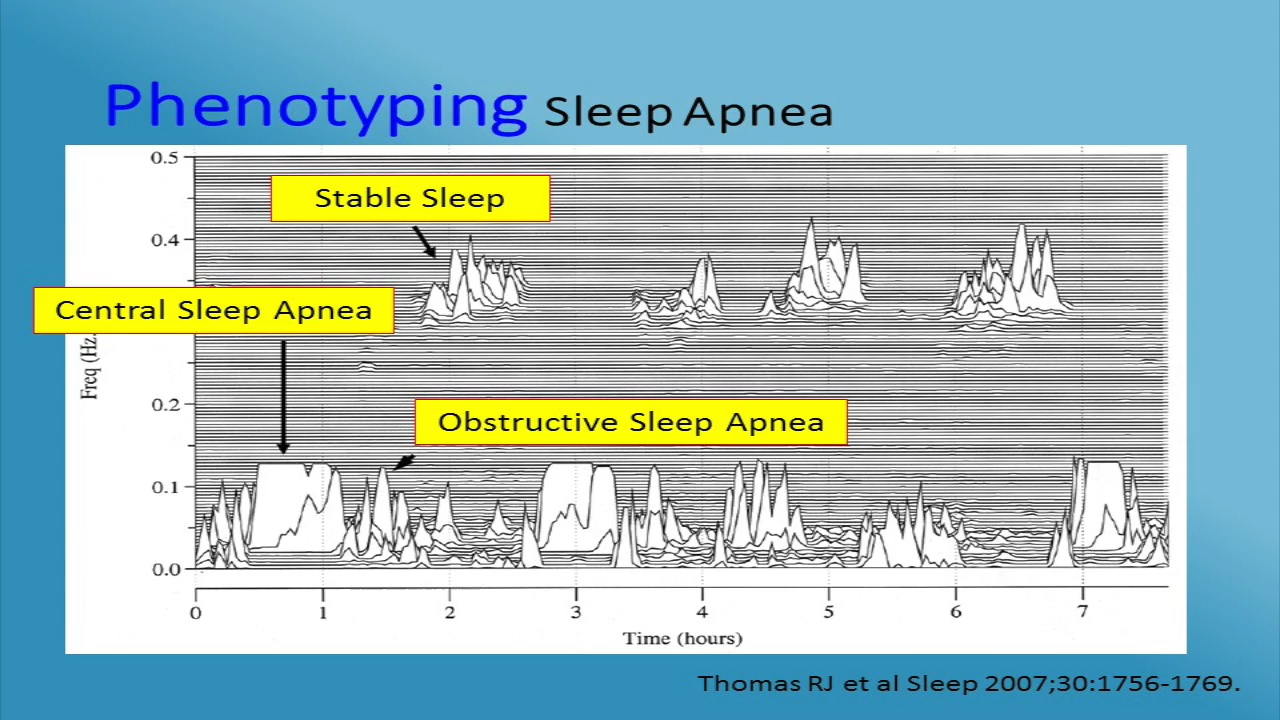 Phenotyping Sleep Apnea
0.5
Stable Sleep
0.4
Central Sleep Apnea
Freq (Hz.
0.2
Obstructive Sleep Apnea
0.1
0.0
0 1 2 3 4 5 6 7
Time (hours)
Thomas RJ et al Sleep 2007;30:1756-1769.